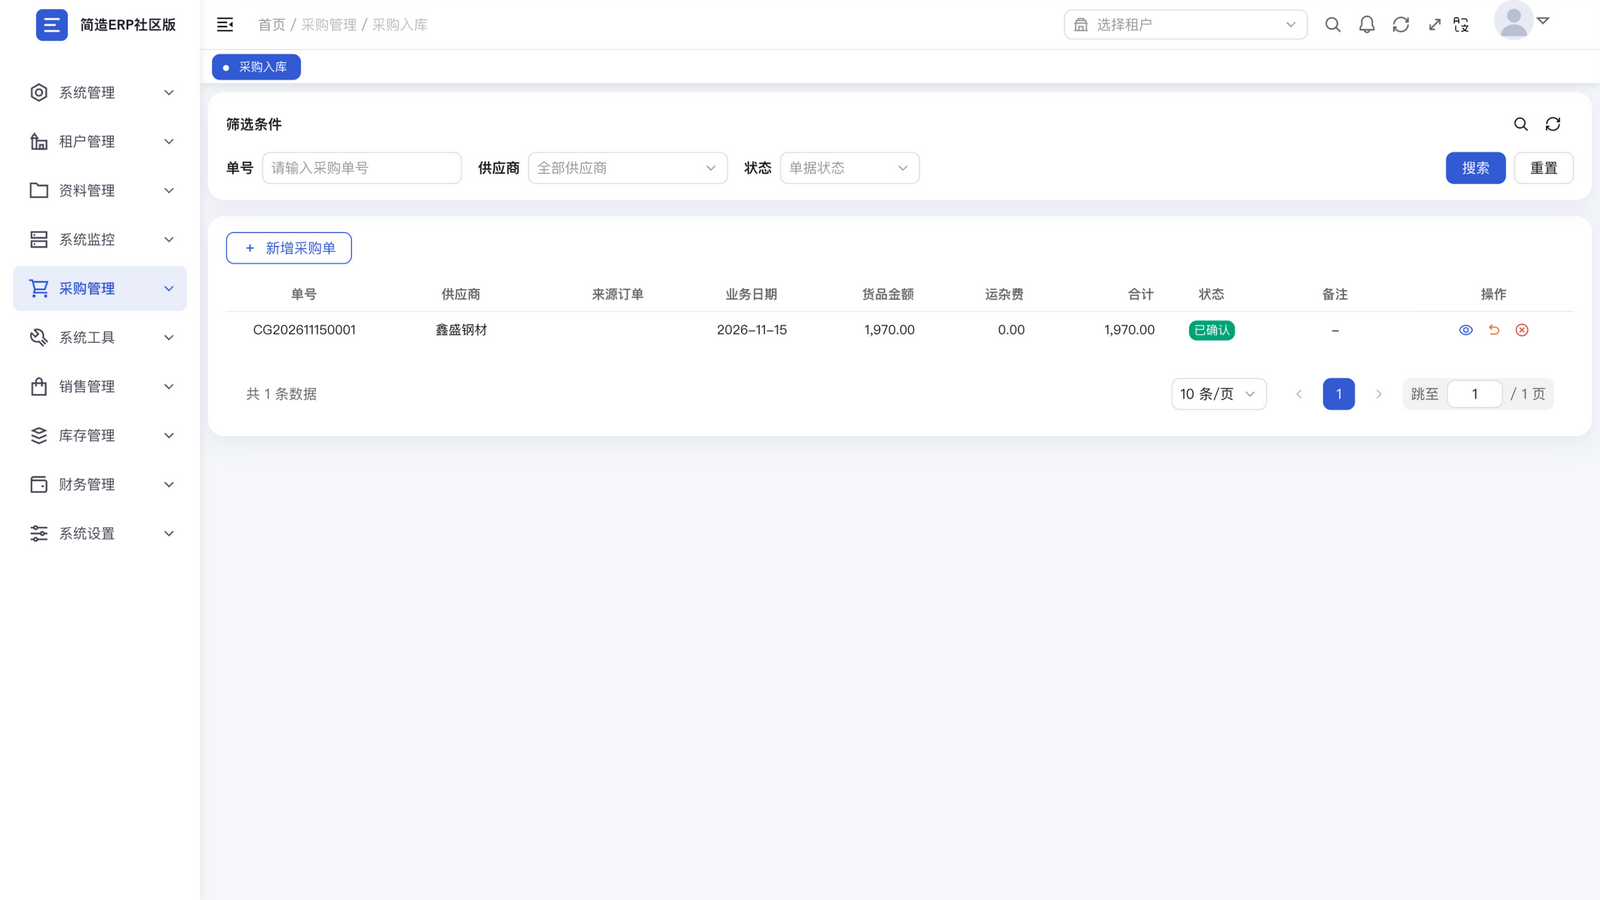 简造ERP社区版
首页 / 采购管理 / 采购入库
选择租户
采购入库
系统管理
租户管理
资料管理
系统监控
采购管理
系统工具
销售管理
库存管理
财务管理
系统设置
筛选条件
单号 请输入采购单号 供应商 全部供应商 状态 单据状态 搜索 重置
+ 新增采购单
单号 供应商 来源订单 业务日期 货品金额 运杂费 合计 状态 备注 操作
CG202611150001 鑫盛钢材 2026-11-15 1,970.00 0.00 1,970.00 已确认 –
共 1 条数据 10 条/页 1 跳至 1 / 1 页